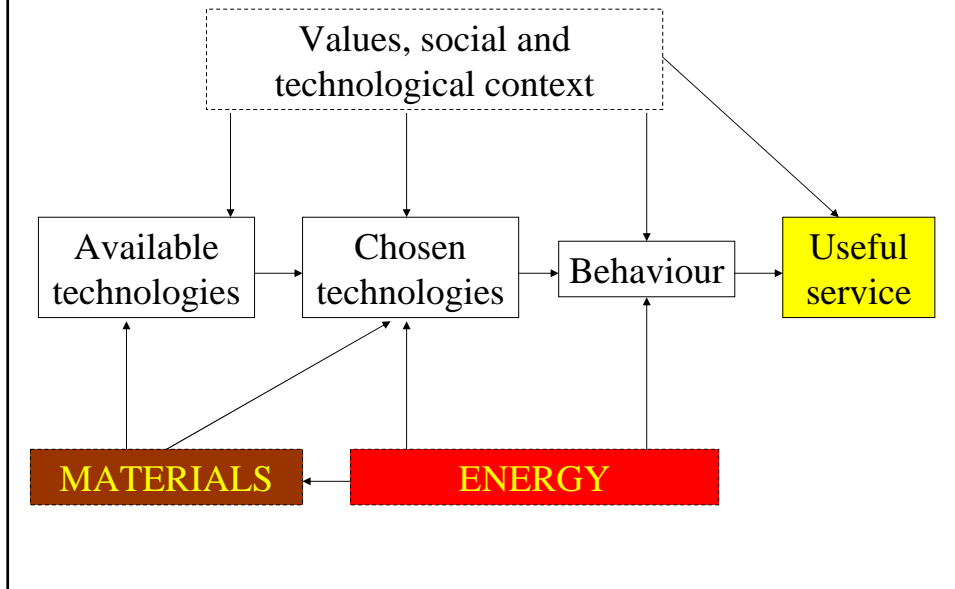 Values, social and
technological context
Available
technologies
Chosen
technologies
Behaviour
Useful
service
MATERIALS
ENERGY